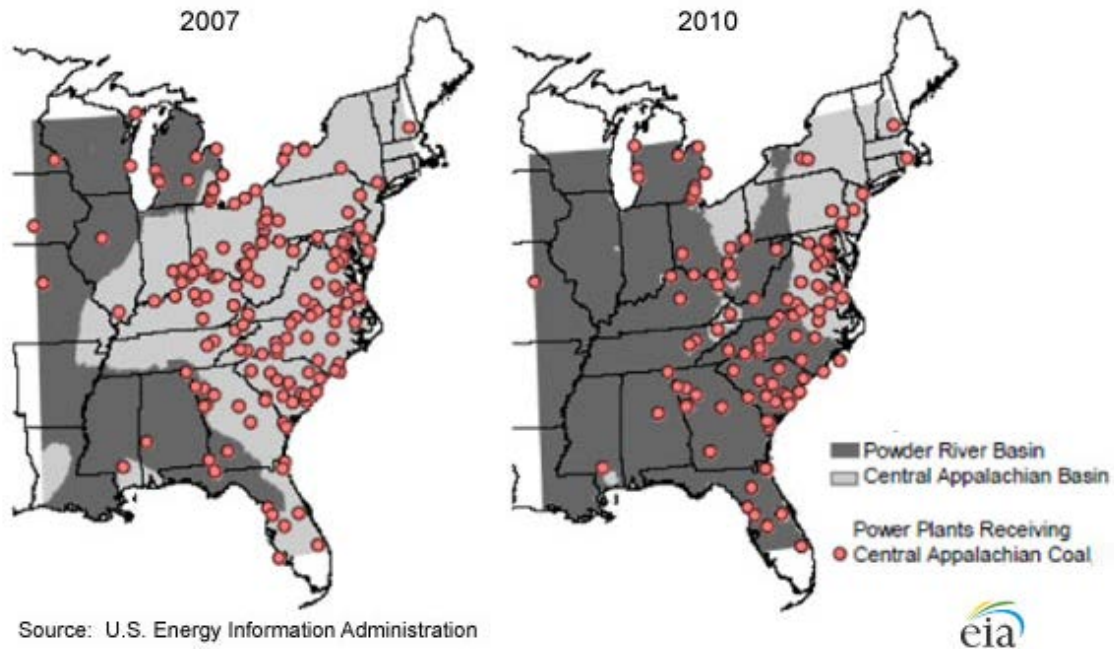 2007
2010
Powder River Basin
Central Appalachian Basin
Power Plants Receiving
Central Appalachian Coal
Source: U.S. Energy Information Administration
eia